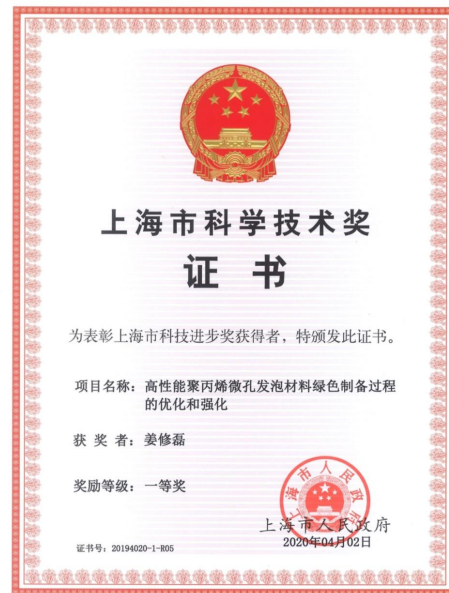 上海市科学技术奖
证书
为表彰上海市科技进步奖获得者，特颁发此证书。
项目名称：高性能聚丙烯微孔发泡材料绿色制备过程
的优化和强化
获奖者：姜修磊
奖励等级：一等奖
上海市人民政府
上海市人民政府
2020年04月02日
证书号：20194020-1-R05